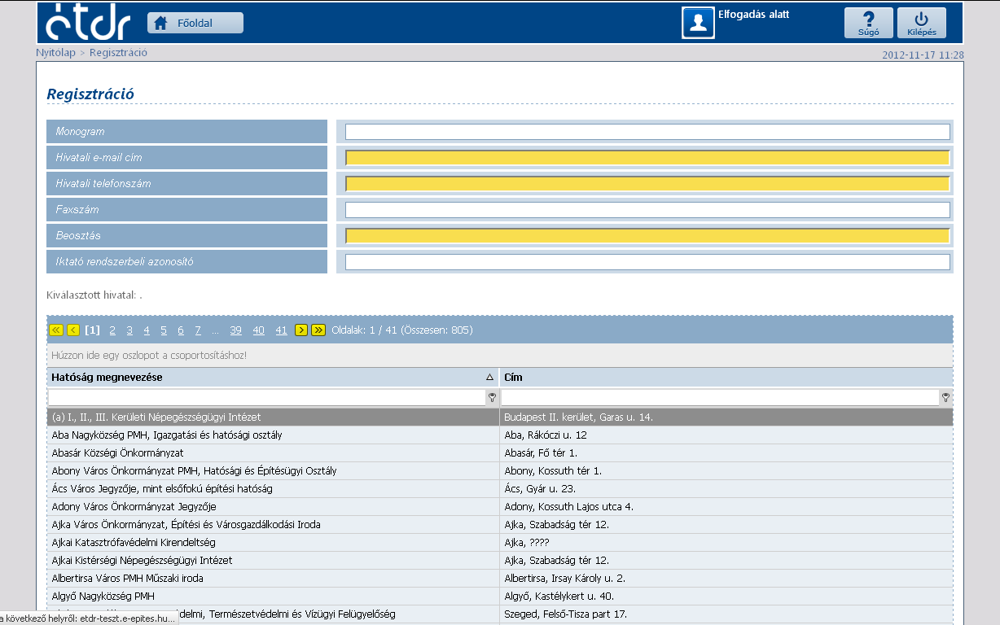 étdr
Főoldal
Elfogadás alatt
Súgó
Kilépés
Nyitólap > Regisztráció
2012-11-17 11:28
Regisztráció
Monogram
Hivatali e-mail cím
Hivatali telefonszám
Faxszám
Beosztás
Iktató rendszerbeli azonosító
Kiválasztott hivatal: .
[1] 2 3 4 5 6 7 ... 39 40 41 Oldalak: 1 / 41 (Összesen: 805)
Húzzon ide egy oszlopot a csoportosításhoz!
Hatóság megnevezése Cím
(a) I., II., III. Kerületi Népegészségügyi Intézet Budapest II. kerület, Garas u. 14.
Aba Nagyközség PMH, Igazgatási és hatósági osztály Aba, Rákóczi u. 12
Abasár Községi Önkormányzat Abasár, Fő tér 1.
Abony Város Önkormányzat PMH, Hatósági és Építésügyi Osztály Abony, Kossuth tér 1.
Ács Város Jegyzője, mint elsőfokú építési hatóság Ács, Gyár u. 23.
Adony Város Önkormányzat Jegyzője Adony, Kossuth Lajos utca 4.
Ajka Város Önkormányzat, Építési és Városgazdálkodási Iroda Ajka, Szabadság tér 12.
Ajkai Katasztrófavédelmi Kirendeltség Ajka, ????
Ajkai Kistérségi Népegészségügyi Intézet Ajka, Szabadság tér 12.
Albertirsa Város PMH Műszaki iroda Albertirsa, Irsay Károly u. 2.
Algyő Nagyközség PMH Algyő, Kastélykert u. 40.
delmi, Természetvédelmi és Vízügyi Felügyelőség Szeged, Felső-Tisza part 17.
a következő helyről: etdr-teszt.e-epites.hu...